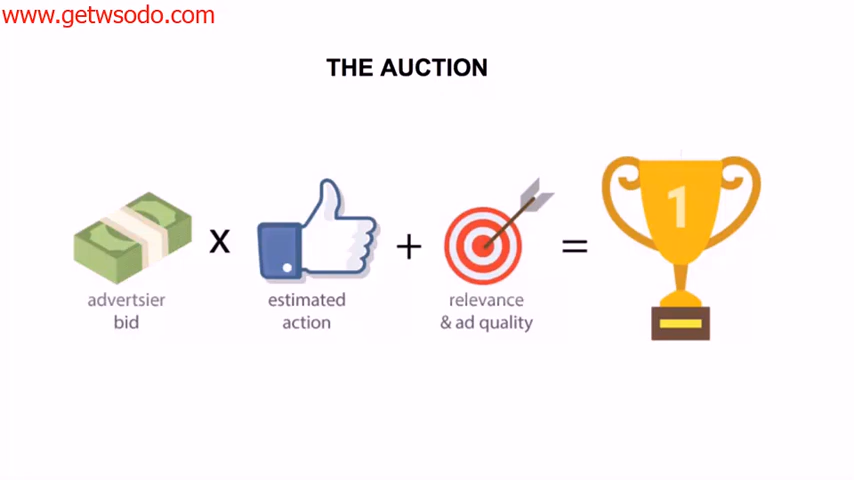 www.getwsodo.com
THE AUCTION
x + =
1
advertsier estimated relevance
bid action & ad quality